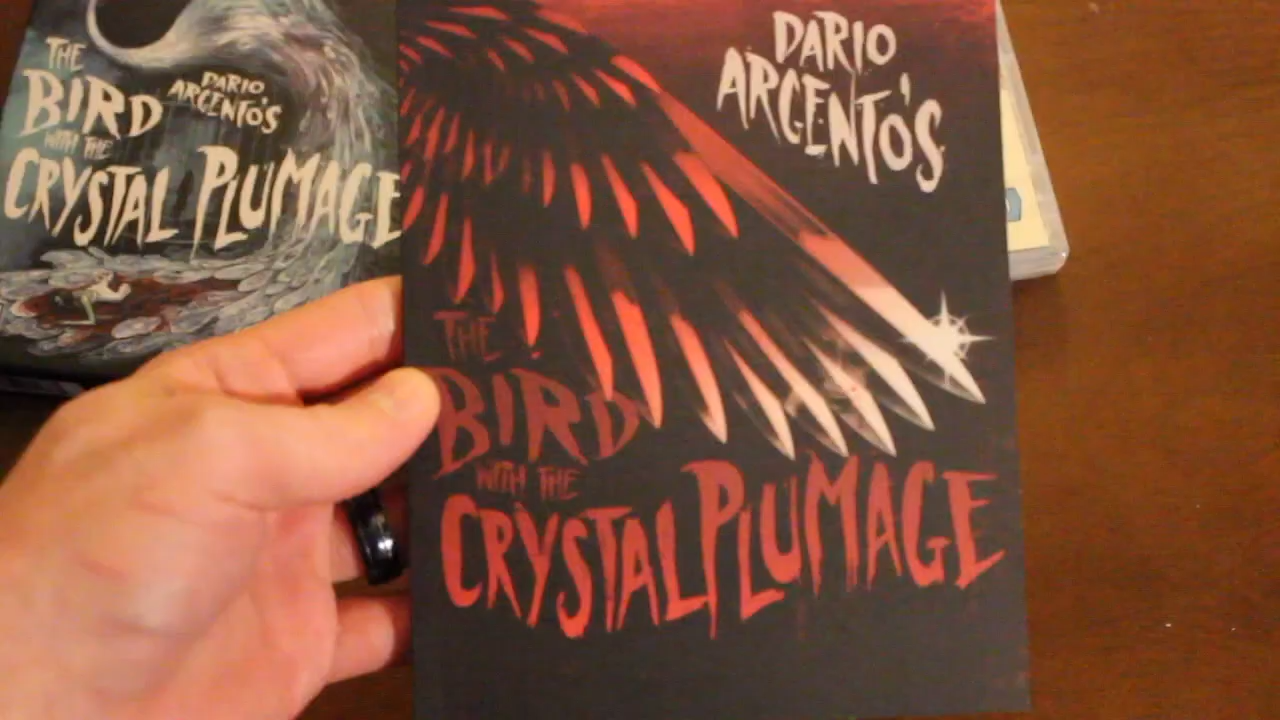 THE
BIRD
WITH THE
CRYSTAL PLUMAGE
DARIO
ARGENTO'S
DARIO
ARGENTO'S
THE
BIRD
WITH THE
CRYSTAL PLUMAGE